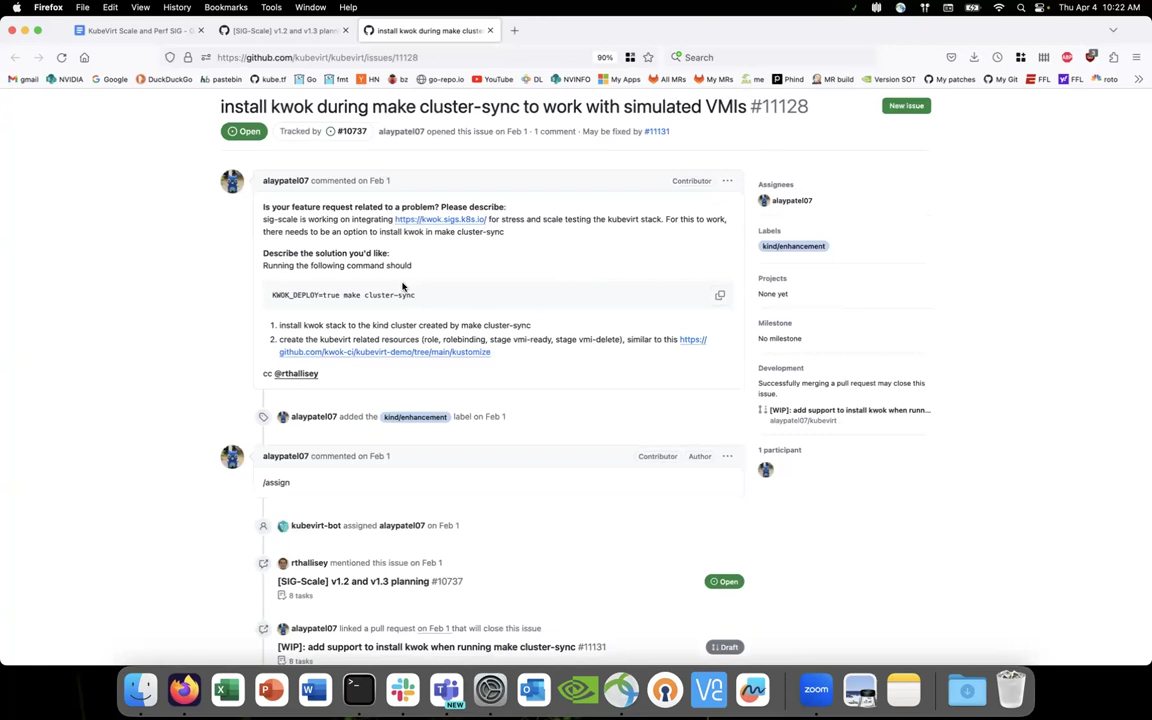 Firefox File Edit View History Bookmarks Tools Window Help Thu Apr 4 10:22 AM
KubeVirt Scale and Perf SIG - [SIG-Scale] v1.2 and v1.3 planning install kwok during make cluste
https://github.com/kubevirt/kubevirt/issues/11128 90% Search
gmail NVIDIA Google DuckDuckGo pastebin kube.tf Go fmt HN bz go-repo.io YouTube DL NVINFO My Apps All MRs My MRs me Phind MR build Version SOT My patches My Git FFL FFL roto
install kwok during make cluster-sync to work with simulated VMIs #11128
New issue
Open Tracked by #10737 alaypatel07 opened this issue on Feb 1 · 1 comment · May be fixed by #11131
alaypatel07 commented on Feb 1 Contributor
Is your feature request related to a problem? Please describe:
sig-scale is working on integrating https://kwok.sigs.k8s.io/ for stress and scale testing the kubevirt stack. For this to work,
there needs to be an option to install kwok in make cluster-sync
Describe the solution you'd like:
Running the following command should
KWOK_DEPLOY=true make cluster-sync
1. install kwok stack to the kind cluster created by make cluster-sync
2. create the kubevirt related resources (role, rolebinding, stage vmi-ready, stage vmi-delete), similar to this https://
github.com/kwok-ci/kubevirt-demo/tree/main/kustomize
cc @rthallisey
alaypatel07 added the kind/enhancement label on Feb 1
alaypatel07 commented on Feb 1 Contributor Author
/assign
kubevirt-bot assigned alaypatel07 on Feb 1
rthallisey mentioned this issue on Feb 1
[SIG-Scale] v1.2 and v1.3 planning #10737
Open
8 tasks
alaypatel07 linked a pull request on Feb 1 that will close this issue
[WIP]: add support to install kwok when running make cluster-sync #11131
Draft
8 tasks
Assignees
alaypatel07
Labels
kind/enhancement
Projects
None yet
Milestone
No milestone
Development
Successfully merging a pull request may close this
issue.
[WIP]: add support to install kwok when runn...
alaypatel07/kubevirt
1 participant
NEW
zoom